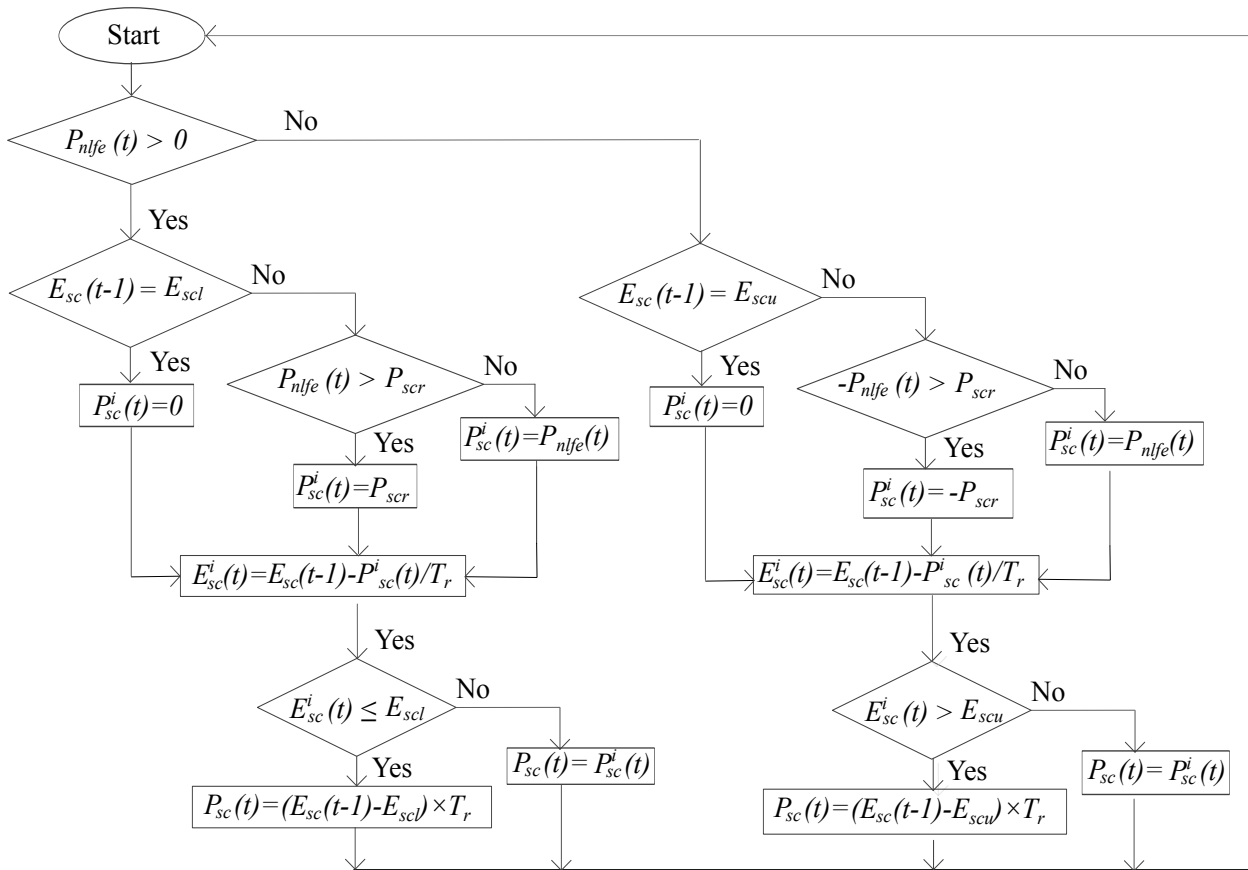 Start
P_nlfe (t) > 0
No
Yes
E_sc (t-1) = E_scl
No
E_sc (t-1) = E_scu
No
Yes
P_nlfe (t) > P_scr
No
Yes
-P_nlfe (t) > P_scr
No
P^i_sc(t)=0
P^i_sc(t)=P_nlfe(t)
P^i_sc(t)=0
P^i_sc(t)=P_nlfe(t)
Yes
Yes
P^i_sc(t)=P_scr
P^i_sc(t)=-P_scr
E^i_sc(t)=E_sc(t-1)-P^i_sc(t)/T_r
E^i_sc(t)=E_sc(t-1)-P^i_sc (t)/T_r
Yes
Yes
E^i_sc(t) ≤ E_scl
No
E^i_sc(t) > E_scu
No
P_sc(t)= P^i_sc(t)
P_sc(t)= P^i_sc(t)
Yes
Yes
P_sc(t)=(E_sc(t-1)-E_scl)×T_r
P_sc(t)=(E_sc(t-1)-E_scu)×T_r